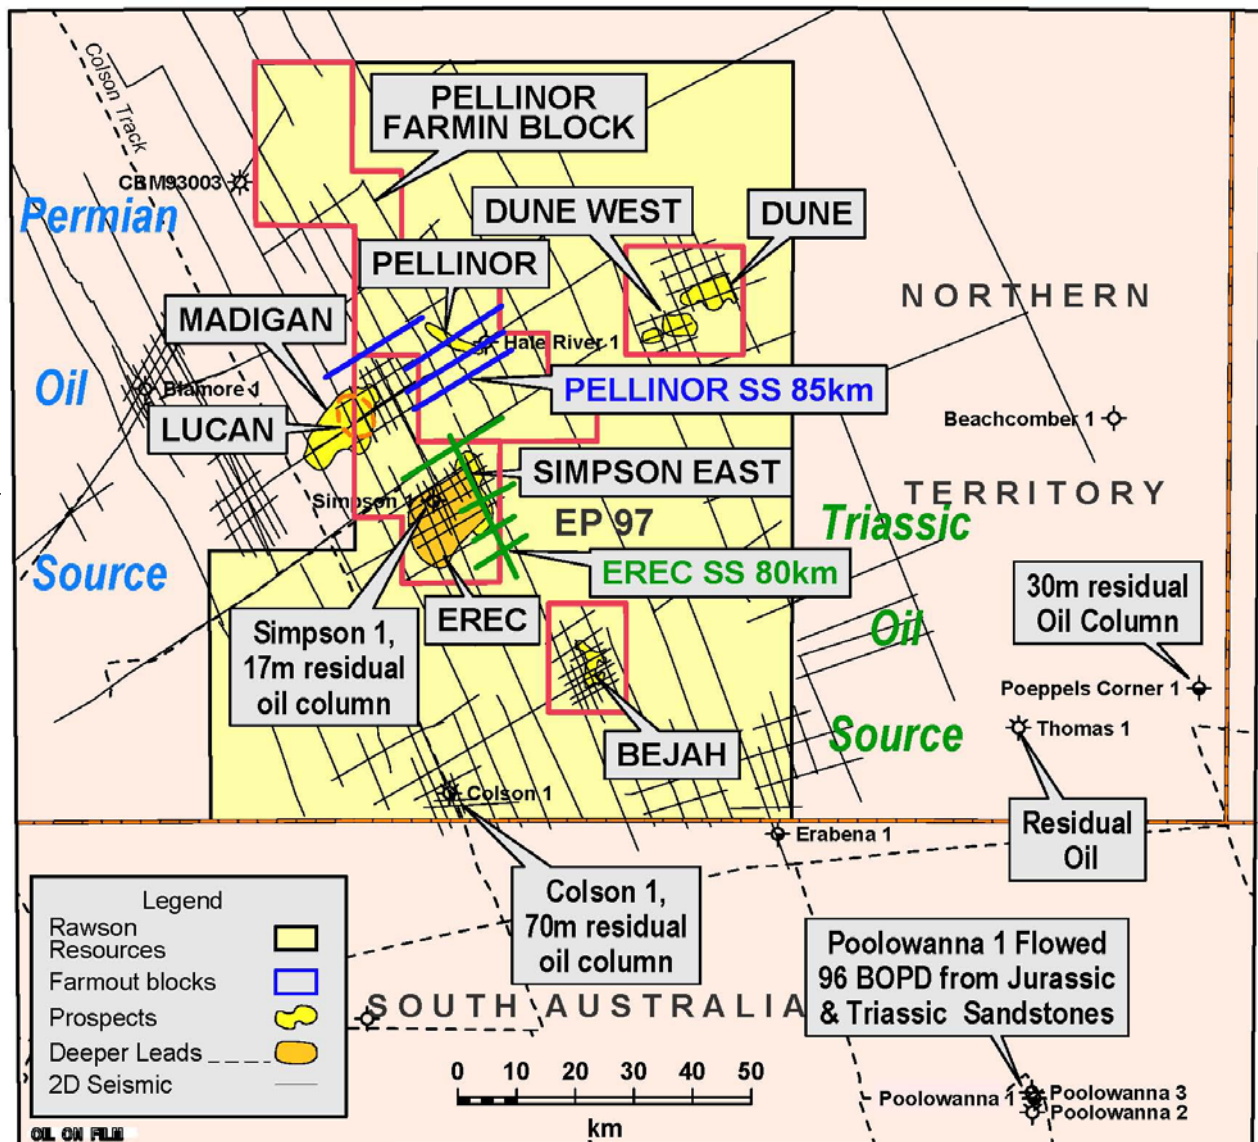 Colson Track
PELLINOR
FARMIN BLOCK
CBM93003
Permian
DUNE WEST
DUNE
PELLINOR
NORTHERN
MADIGAN
Hale River 1
Oil
Blamore 1
PELLINOR SS 85km
Beachcomber 1
LUCAN
SIMPSON EAST
Simpson 1
TERRITORY
EP 97
Triassic
Source
EREC SS 80km
30m residual
Oil Column
EREC
Simpson 1,
17m residual
oil column
Oil
Poeppels Corner 1
Source
Thomas 1
BEJAH
Colson 1
Residual
Oil
Erabena 1
Colson 1,
70m residual
oil column
Legend
Rawson
Resources
Farmout blocks
Prospects
Deeper Leads
2D Seismic
Poolowanna 1 Flowed
96 BOPD from Jurassic
& Triassic Sandstones
SOUTH AUSTRALIA
0 10 20 30 40 50
km
Poolowanna 1
Poolowanna 3
Poolowanna 2
OIL ON FILM